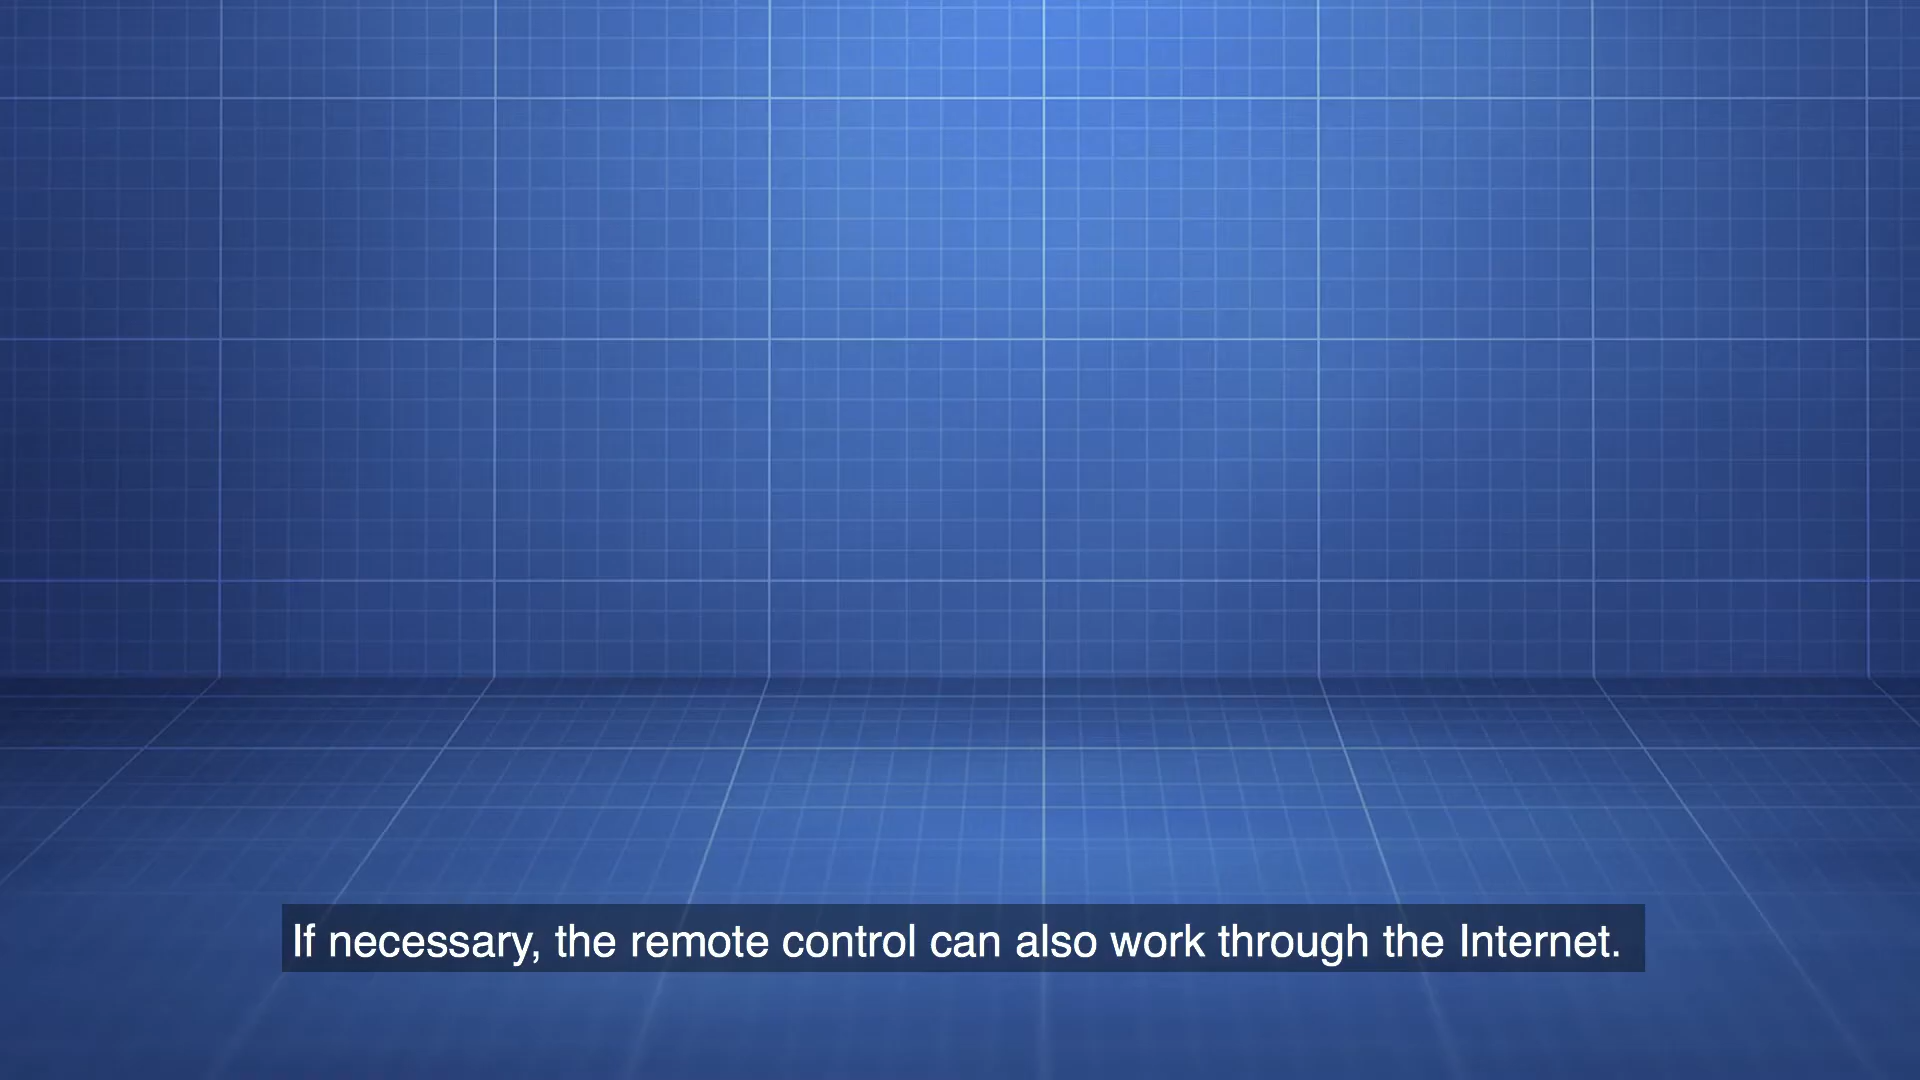 If necessary, the remote control can also work through the Internet.